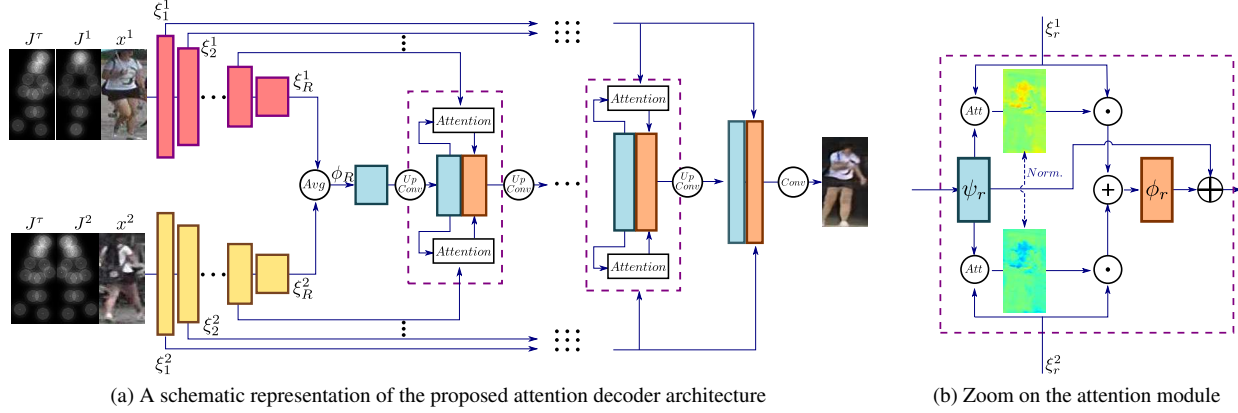 J^τ J^1 x^1
ξ_1^1
ξ_2^1
ξ_R^1
Attention
Attention
ϕ_R
Avg
Up Conv
Up Conv
Up Conv
Conv
J^τ J^2 x^2
ξ_R^2
Attention
Attention
ξ_2^2
ξ_1^2
(a) A schematic representation of the proposed attention decoder architecture
ξ_r^1
Att
Norm.
ψ_r
ϕ_r
Att
ξ_r^2
(b) Zoom on the attention module